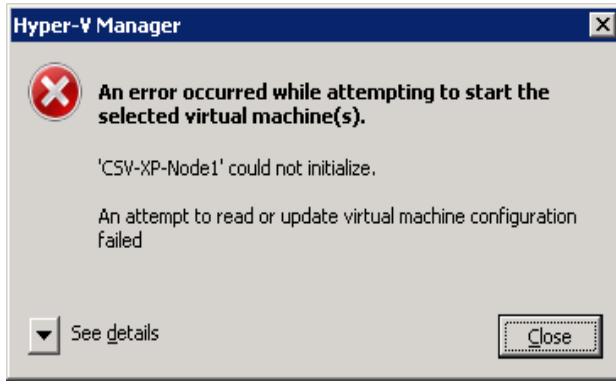 Hyper-V Manager
An error occurred while attempting to start the
selected virtual machine(s).
'CSV-XP-Node1' could not initialize.
An attempt to read or update virtual machine configuration
failed
See details
Close